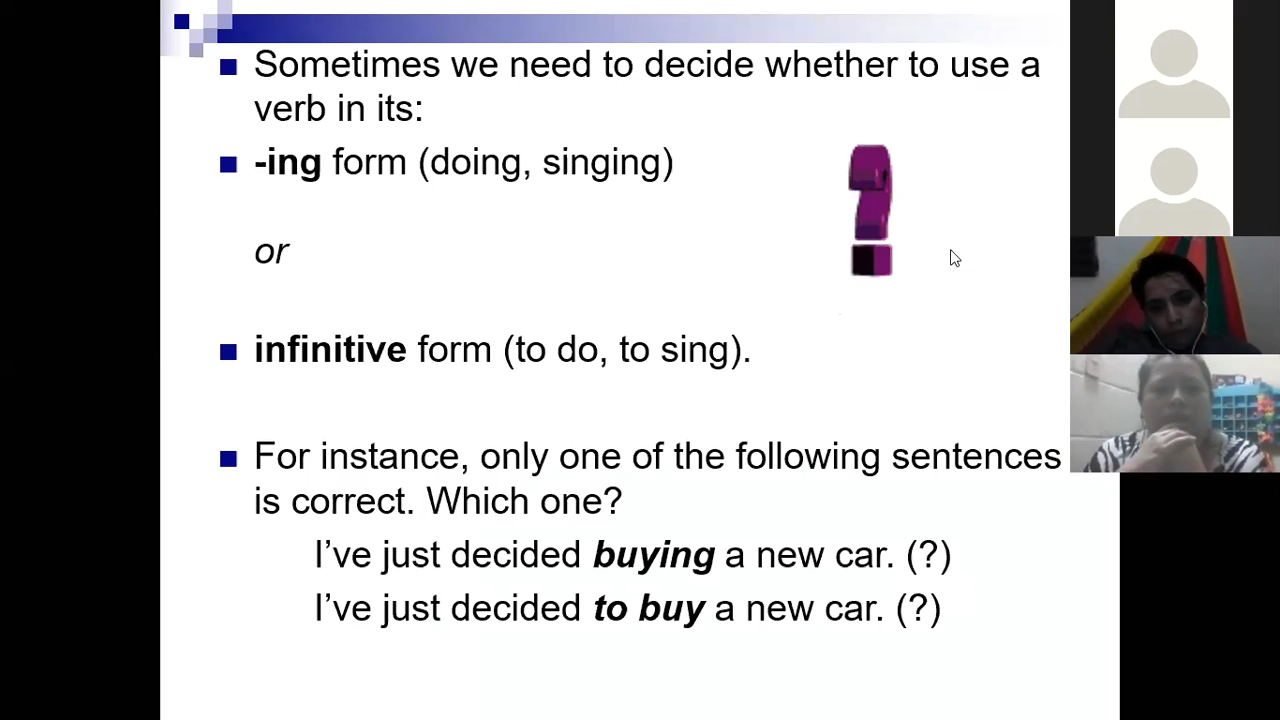 Sometimes we need to decide whether to use a
verb in its:
-ing form (doing, singing)
or
infinitive form (to do, to sing).
For instance, only one of the following sentences
is correct. Which one?
I’ve just decided buying a new car. (?)
I’ve just decided to buy a new car. (?)